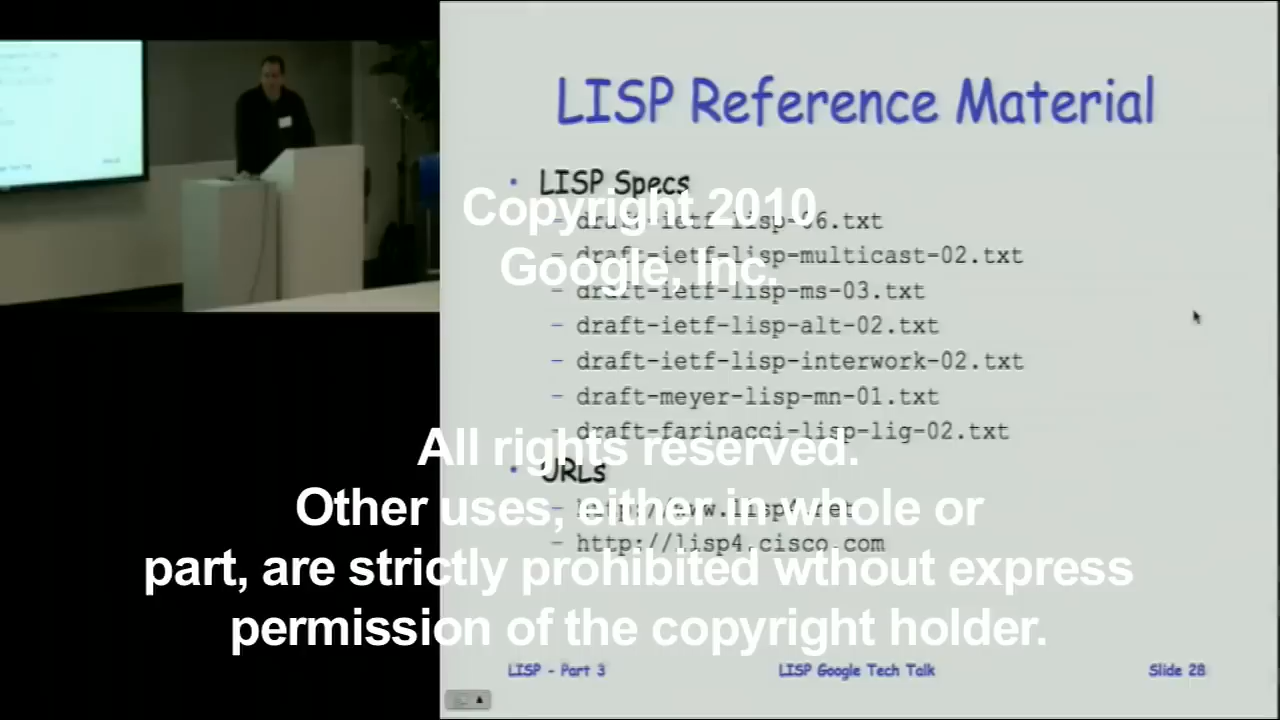 LISP Reference Material
• LISP Specs
Copyright 2010
– draft-ietf-lisp-06.txt
– draft-ietf-lisp-multicast-02.txt
Google, Inc.
– draft-ietf-lisp-ms-03.txt
– draft-ietf-lisp-alt-02.txt
– draft-ietf-lisp-interwork-02.txt
– draft-meyer-lisp-mn-01.txt
– draft-farinacci-lisp-lig-02.txt
All rights reserved.
• URLs
– http://www.lisp4.net
Other uses, either in whole or
– http://lisp4.cisco.com
part, are strictly prohibited wthout express
permission of the copyright holder.
LISP - Part 3
LISP Google Tech Talk
Slide 28